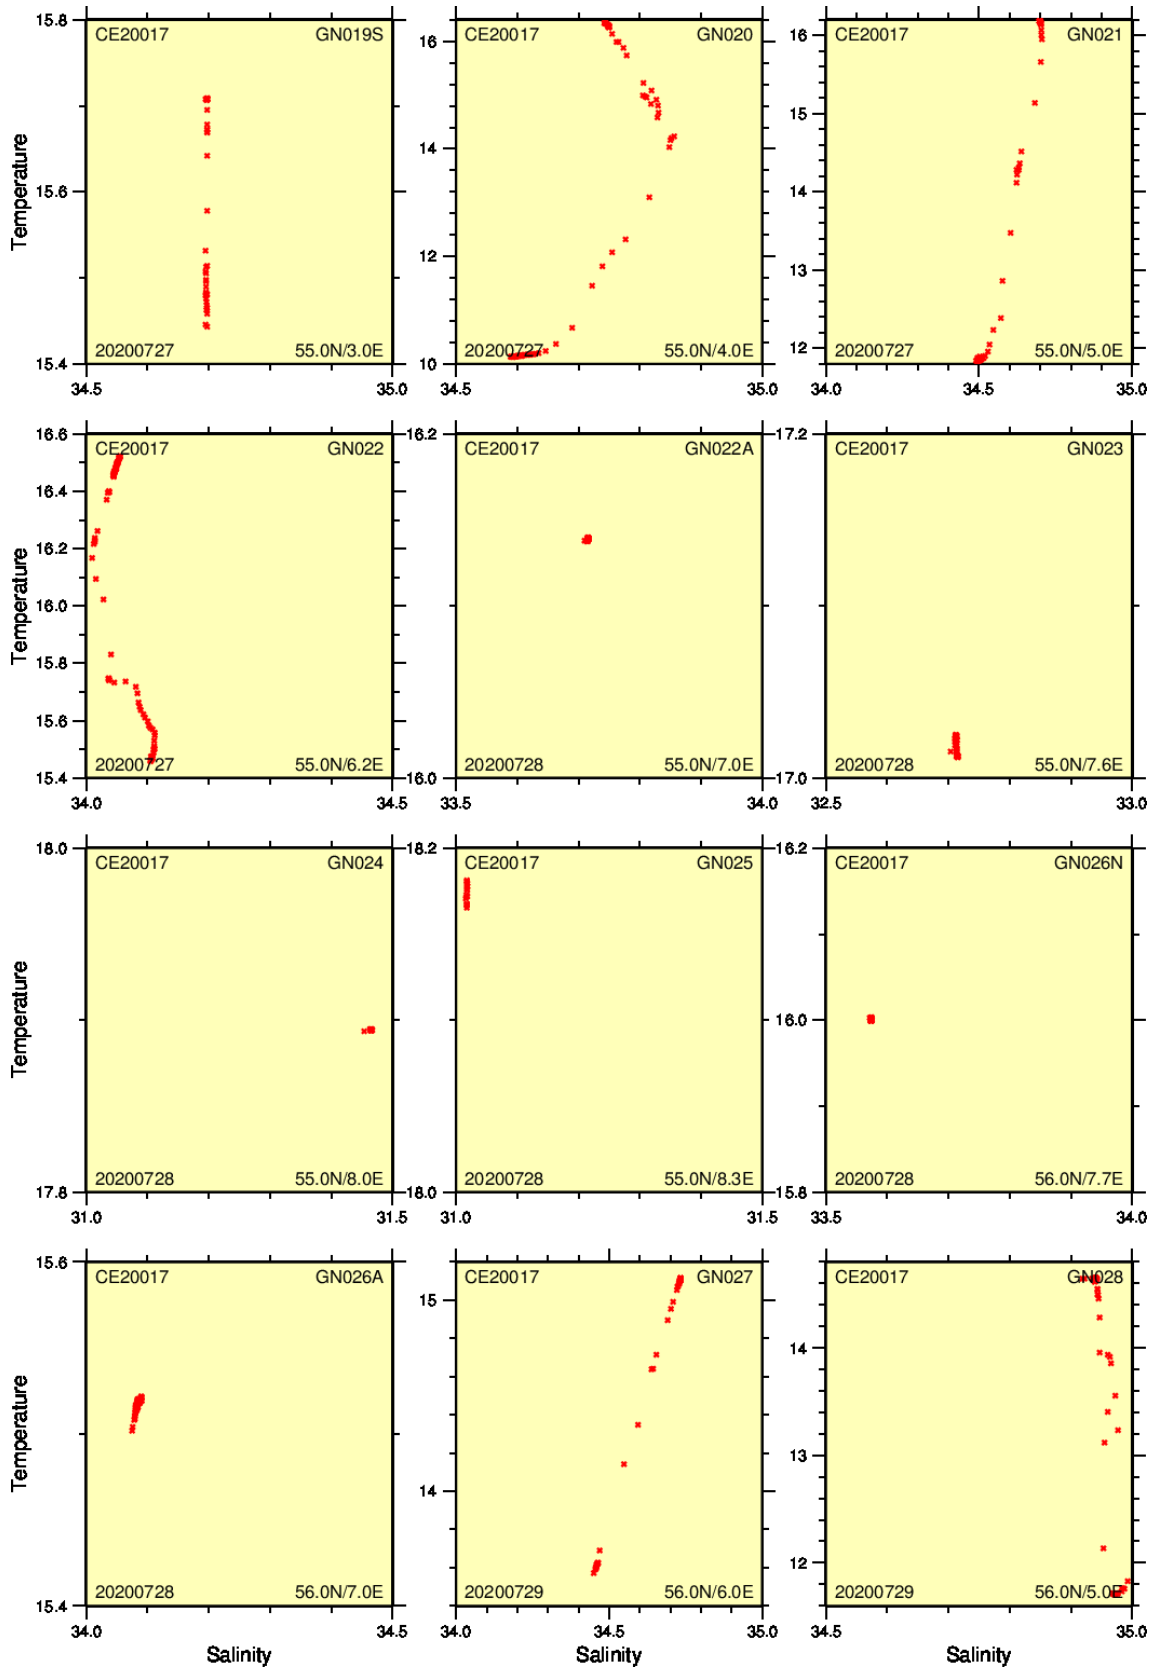 15.8
CE20017 GN019S
Temperature
15.6
20200727 55.0N/3.0E
15.4
34.5 35.0
16
CE20017 GN020
14
12
20200727 55.0N/4.0E
10
34.5 35.0
16
CE20017 GN021
15
14
13
20200727 55.0N/5.0E
12
34.0 34.5 35.0
16.6
CE20017 GN022
16.4
16.2
Temperature
16.0
15.8
15.6
20200727 55.0N/6.2E
15.4
34.0 34.5
16.2
CE20017 GN022A
20200728 55.0N/7.0E
16.0
33.5 34.0
17.2
CE20017 GN023
20200728 55.0N/7.6E
17.0
32.5 33.0
18.0
CE20017 GN024
Temperature
20200728 55.0N/8.0E
17.8
31.0 31.5
18.2
CE20017 GN025
20200728 55.0N/8.3E
18.0
31.0 31.5
16.2
CE20017 GN026N
16.0
20200728 56.0N/7.7E
15.8
33.5 34.0
15.6
CE20017 GN026A
Temperature
20200728 56.0N/7.0E
15.4
34.0 34.5
Salinity
CE20017 GN027
15
14
20200729 56.0N/6.0E
34.0 34.5 35.0
Salinity
CE20017 GN028
14
13
12
20200729 56.0N/5.0E
34.5 35.0
Salinity